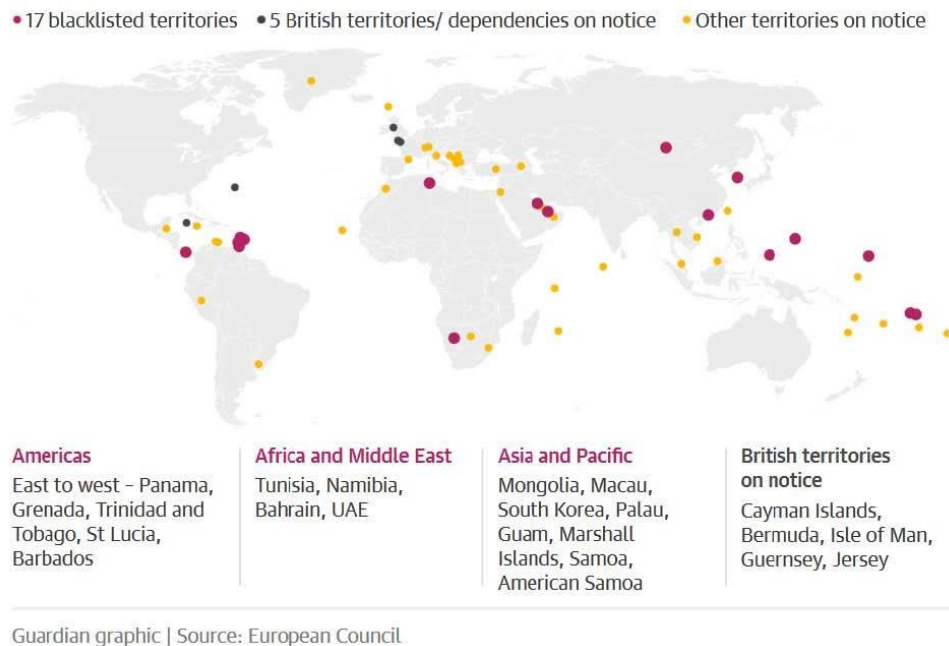 17 blacklisted territories
5 British territories/ dependencies on notice
Other territories on notice
Americas
East to west – Panama,
Grenada, Trinidad and
Tobago, St Lucia,
Barbados
Africa and Middle East
Tunisia, Namibia,
Bahrain, UAE
Asia and Pacific
Mongolia, Macau,
South Korea, Palau,
Guam, Marshall
Islands, Samoa,
American Samoa
British territories
on notice
Cayman Islands,
Bermuda, Isle of Man,
Guernsey, Jersey
Guardian graphic | Source: European Council